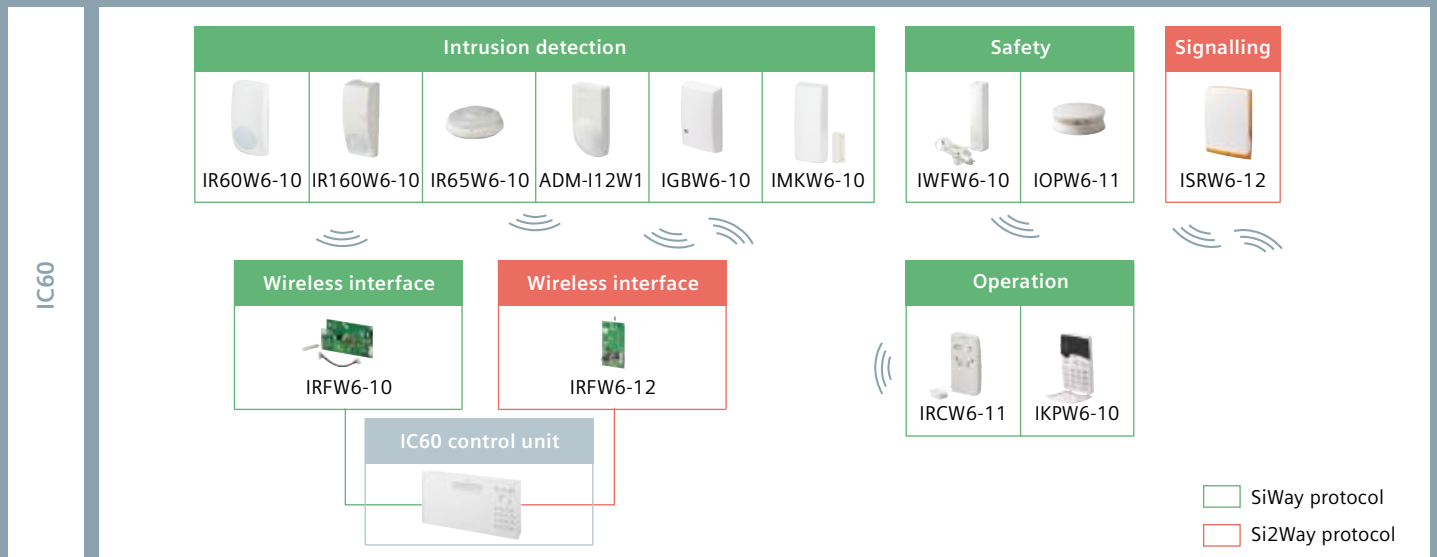 IC60
Intrusion detection
Safety
Signalling
IR60W6-10
IR160W6-10
IR65W6-10
ADM-I12W1
IGBW6-10
IMKW6-10
IWFW6-10
IOPW6-11
ISRW6-12
Wireless interface
Wireless interface
Operation
IRFW6-10
IRFW6-12
IRCW6-11
IKPW6-10
IC60 control unit
SiWay protocol
Si2Way protocol